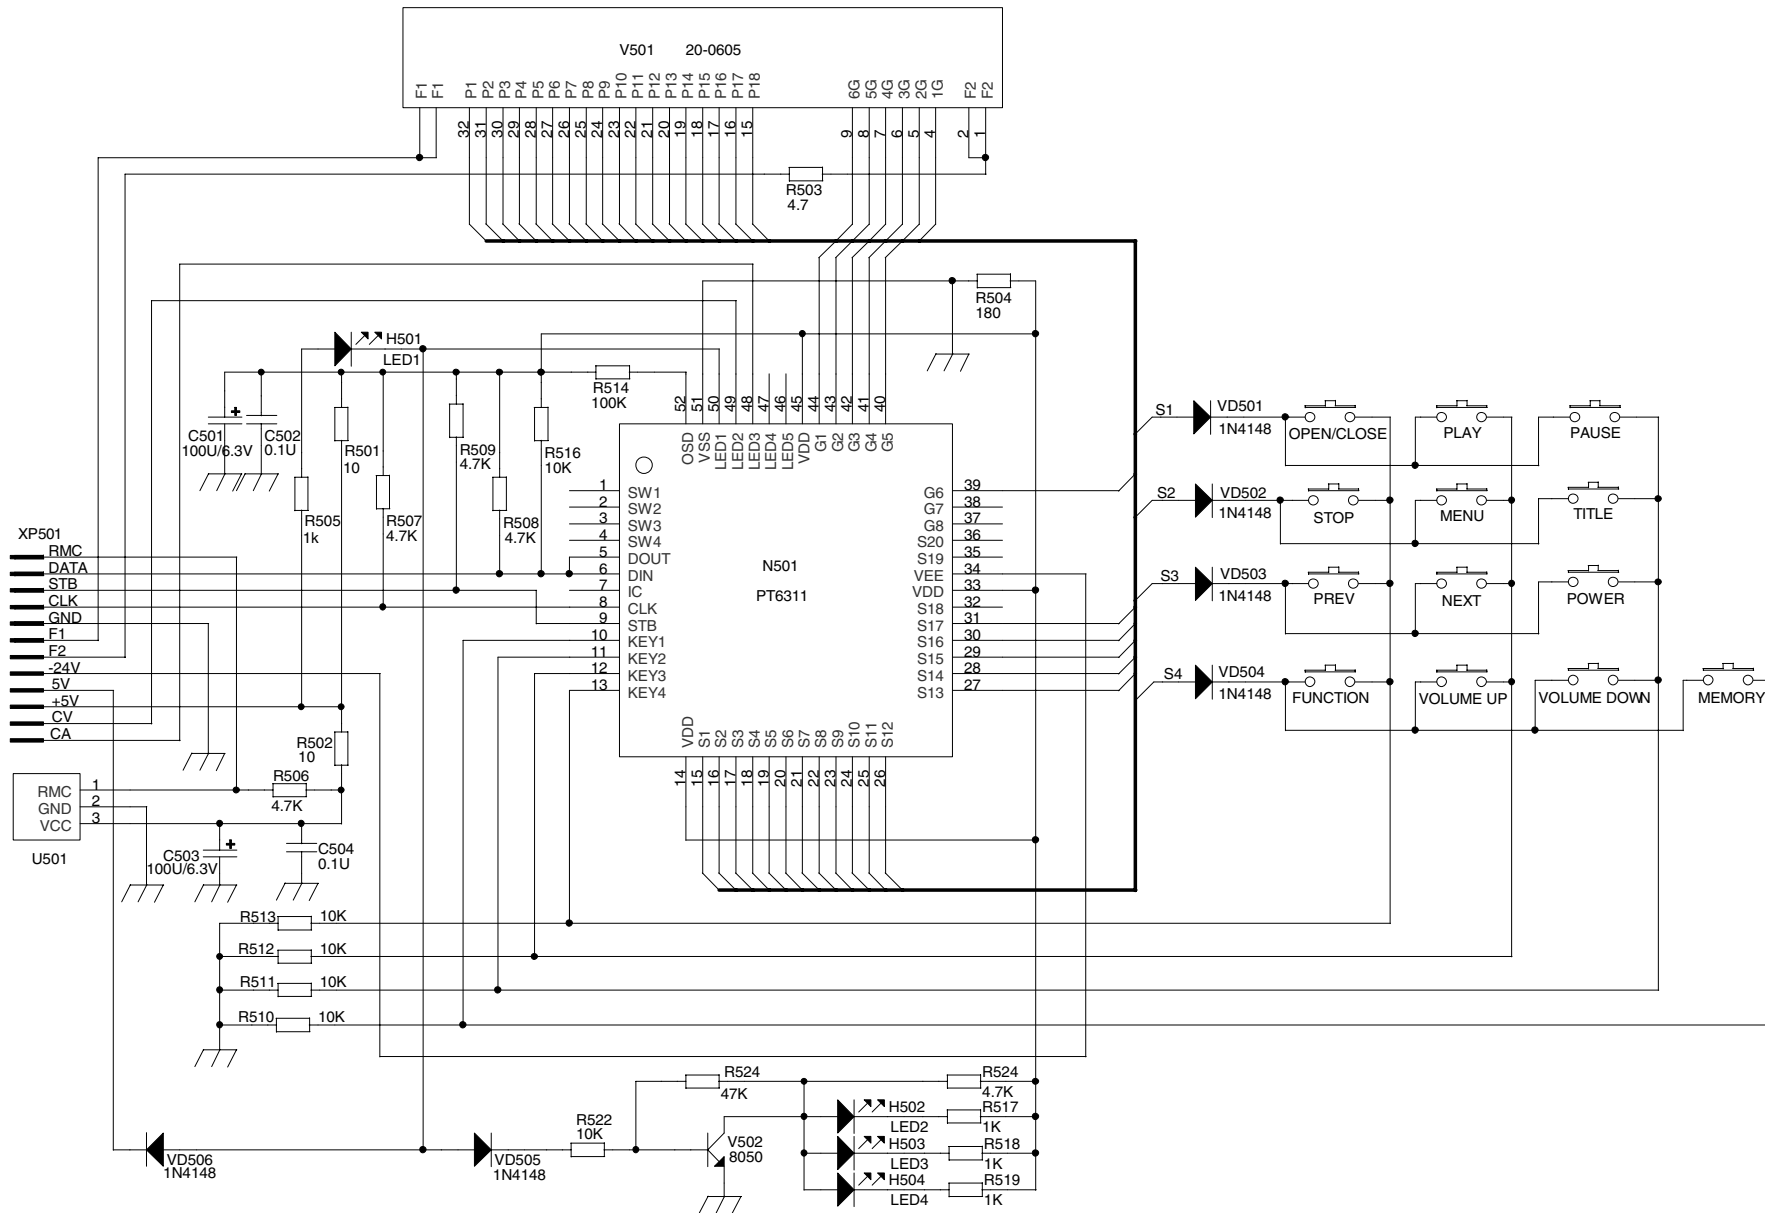 V501 20-0605
F1 F1 P1 P2 P3 P4 P5 P6 P7 P8 P9 P10 P11 P12 P13 P14 P15 P16 P17 P18 6G 5G 4G 3G 2G 1G F2 F2
32 31 30 29 28 27 26 25 24 23 22 21 20 19 18 17 16 15 9 8 7 6 5 4 2 1
R503
4.7
R504
180
H501
LED1
R514
100K
C501
100U/6.3V
C502
0.1U
R501
10
R509
4.7K
R516
10K
R505
1k
R507
4.7K
R508
4.7K
52 51 50 49 48 47 46 45 44 43 42 41 40
OSD VSS LED1 LED2 LED3 LED4 LED5 VDD G1 G2 G3 G4 G5
1 SW1
2 SW2
3 SW3
4 SW4
5 DOUT
6 DIN
7 IC
8 CLK
9 STB
10 KEY1
11 KEY2
12 KEY3
13 KEY4
N501
PT6311
G6 39
G7 38
G8 37
S20 36
S19 35
VEE 34
VDD 33
S18 32
S17 31
S16 30
S15 29
S14 28
S13 27
VDD S1 S2 S3 S4 S5 S6 S7 S8 S9 S10 S11 S12
14 15 16 17 18 19 20 21 22 23 24 25 26
S1 VD501
1N4148
OPEN/CLOSE PLAY PAUSE
S2 VD502
1N4148
STOP MENU TITLE
S3 VD503
1N4148
PREV NEXT POWER
S4 VD504
1N4148
FUNCTION VOLUME UP VOLUME DOWN MEMORY
XP501
RMC
DATA
STB
CLK
GND
F1
F2
-24V
5V
+5V
CV
CA
R502
10
R506
4.7K
RMC 1
GND 2
VCC 3
U501
C503
100U/6.3V
C504
0.1U
R513 10K
R512 10K
R511 10K
R510 10K
R524
47K
R524
4.7K
H502
LED2
R517
1K
H503
LED3
R518
1K
H504
LED4
R519
1K
R522
10K
V502
8050
VD506
1N4148
VD505
1N4148